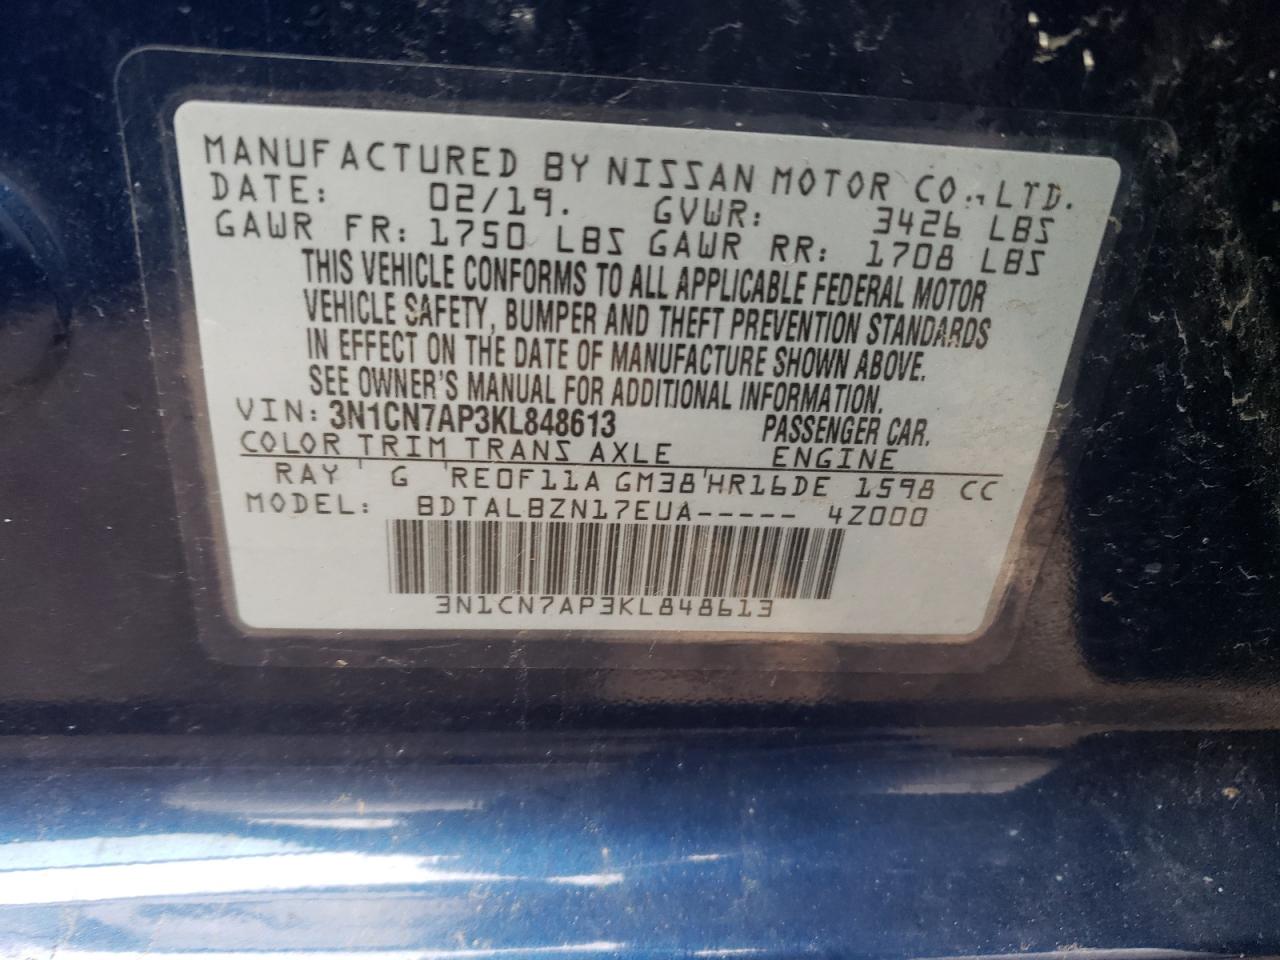 MANUFACTURED BY NISSAN MOTOR CO., LTD.
DATE: 02/19. GVWR: 3426 LBS
GAWR FR: 1750 LBS GAWR RR: 1708 LBS
THIS VEHICLE CONFORMS TO ALL APPLICABLE FEDERAL MOTOR
VEHICLE SAFETY, BUMPER AND THEFT PREVENTION STANDARDS
IN EFFECT ON THE DATE OF MANUFACTURE SHOWN ABOVE.
SEE OWNER'S MANUAL FOR ADDITIONAL INFORMATION.
VIN: 3N1CN7AP3KL848613 PASSENGER CAR.
COLOR TRIM TRANS AXLE ENGINE
RAY ' G 'RE0F11A GM38'HR16DE 1598 CC
MODEL: BDTALBZN17EUA----- 4Z000
3N1CN7AP3KL848613